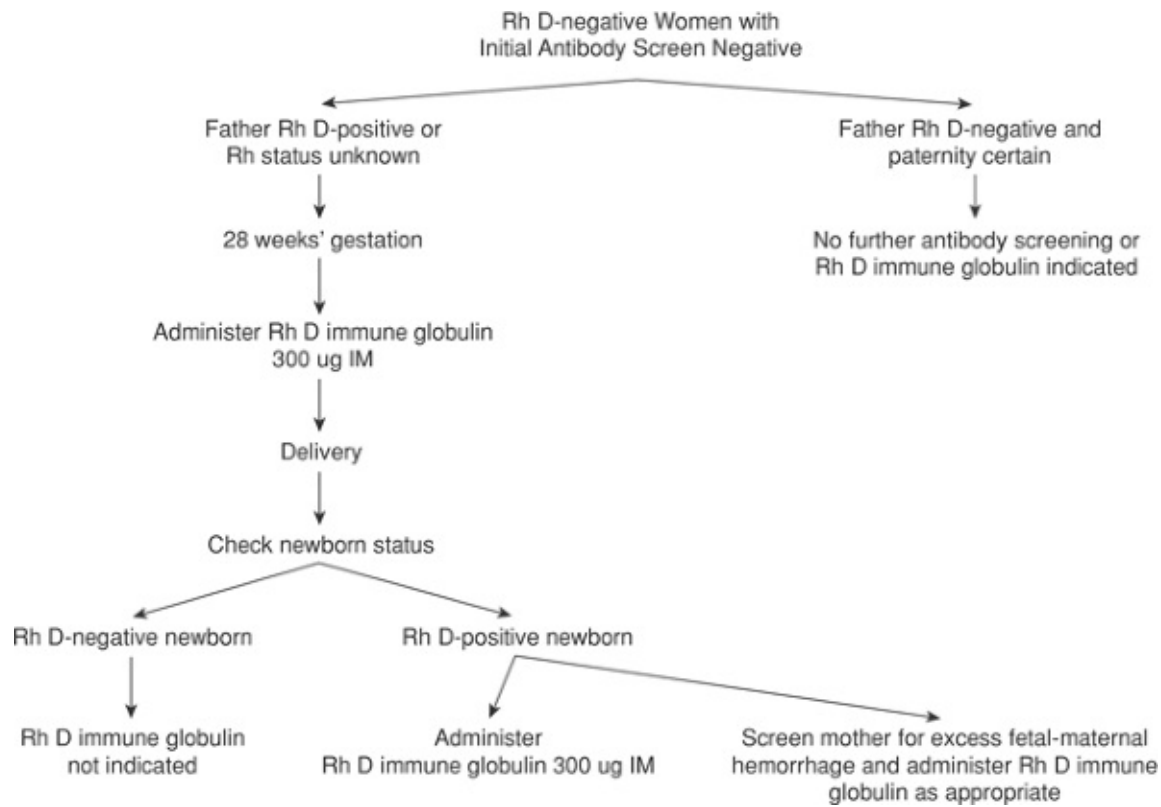 Rh D-negative Women with
Initial Antibody Screen Negative
Father Rh D-positive or
Rh status unknown
Father Rh D-negative and
paternity certain
28 weeks' gestation
No further antibody screening or
Rh D immune globulin indicated
Administer Rh D immune globulin
300 ug IM
Delivery
Check newborn status
Rh D-negative newborn
Rh D-positive newborn
Rh D immune globulin
not indicated
Administer
Rh D immune globulin 300 ug IM
Screen mother for excess fetal-maternal
hemorrhage and administer Rh D immune
globulin as appropriate